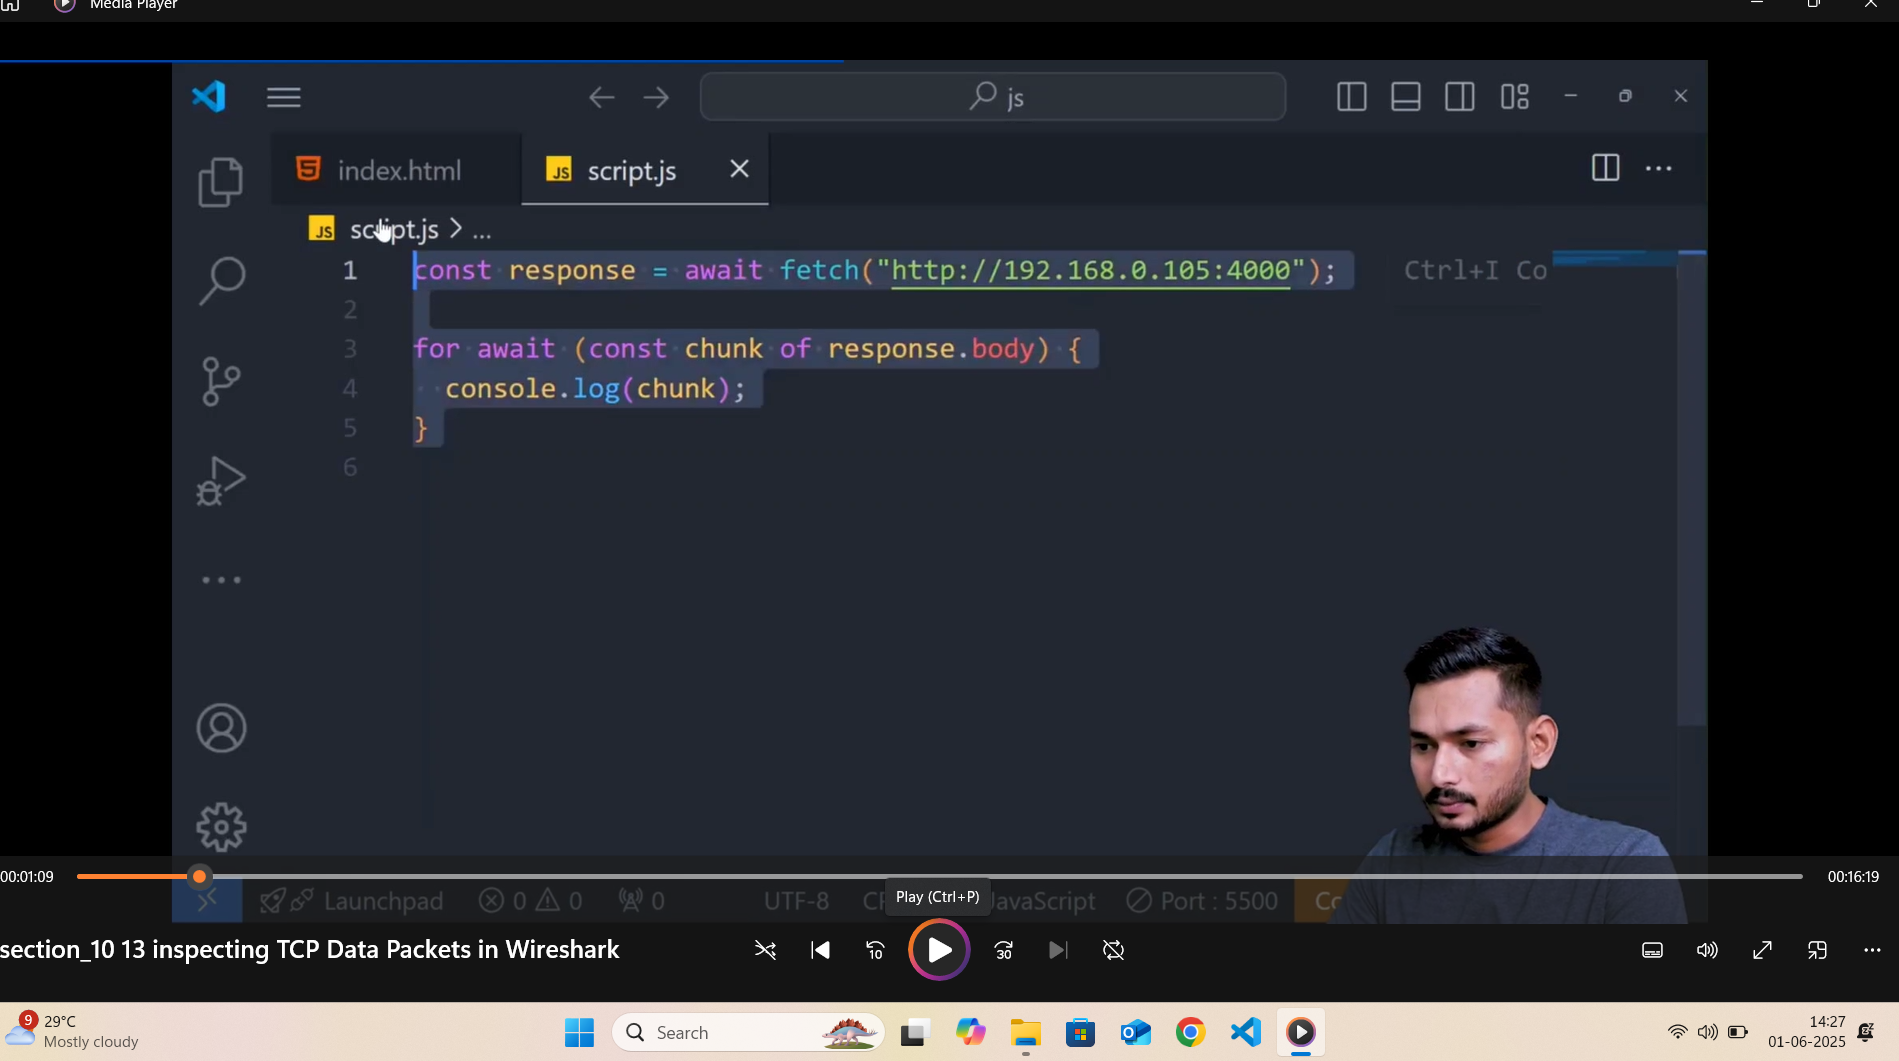 Media Player
js
index.html
JS script.js
JS script.js > ...
1 const response = await fetch("http://192.168.0.105:4000"); Ctrl+I Co
2
3 for await (const chunk of response.body) {
4 console.log(chunk);
5 }
6
00:01:09
00:16:19
Play (Ctrl+P)
Launchpad 0 0 0 UTF-8 JavaScript Port : 5500
section_10 13 inspecting TCP Data Packets in Wireshark
10
30
9
29°C
Mostly cloudy
Search
14:27
01-06-2025